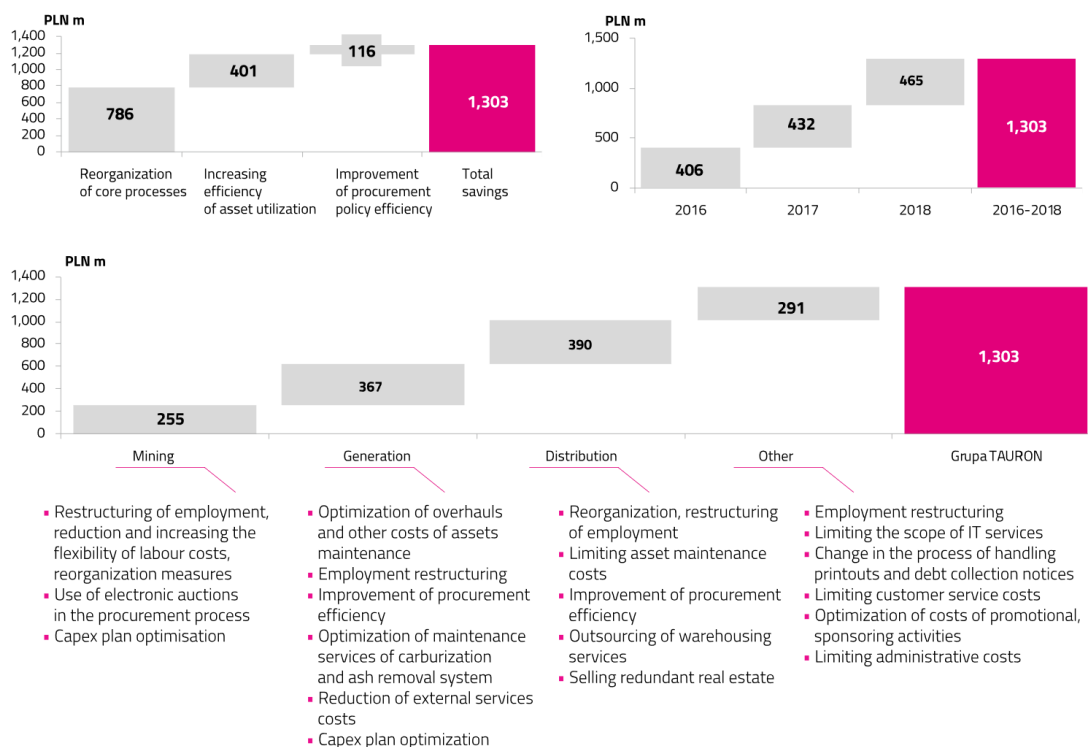 PLN m
1,400
1,200
1,000
800
600
400
200
0
786
401
116
1,303
Reorganization
of core processes
Increasing
efficiency
of asset utilization
Improvement
of procurement
policy efficiency
Total
savings
PLN m
1,500
1,000
500
0
406
432
465
1,303
2016
2017
2018
2016-2018
PLN m
1,400
1,200
1,000
800
600
400
200
0
255
367
390
291
1,303
Mining
Generation
Distribution
Other
Grupa TAURON
▪ Restructuring of employment,
reduction and increasing the
flexibility of labour costs,
reorganization measures
▪ Use of electronic auctions
in the procurement process
▪ Capex plan optimisation
▪ Optimization of overhauls
and other costs of assets
maintenance
▪ Employment restructuring
▪ Improvement of procurement
efficiency
▪ Optimization of maintenance
services of carburization
and ash removal system
▪ Reduction of external services
costs
▪ Capex plan optimization
▪ Reorganization, restructuring
of employment
▪ Limiting asset maintenance
costs
▪ Improvement of procurement
efficiency
▪ Outsourcing of warehousing
services
▪ Selling redundant real estate
▪ Employment restructuring
▪ Limiting the scope of IT services
▪ Change in the process of handling
printouts and debt collection notices
▪ Limiting customer service costs
▪ Optimization of costs of promotional,
sponsoring activities
▪ Limiting administrative costs